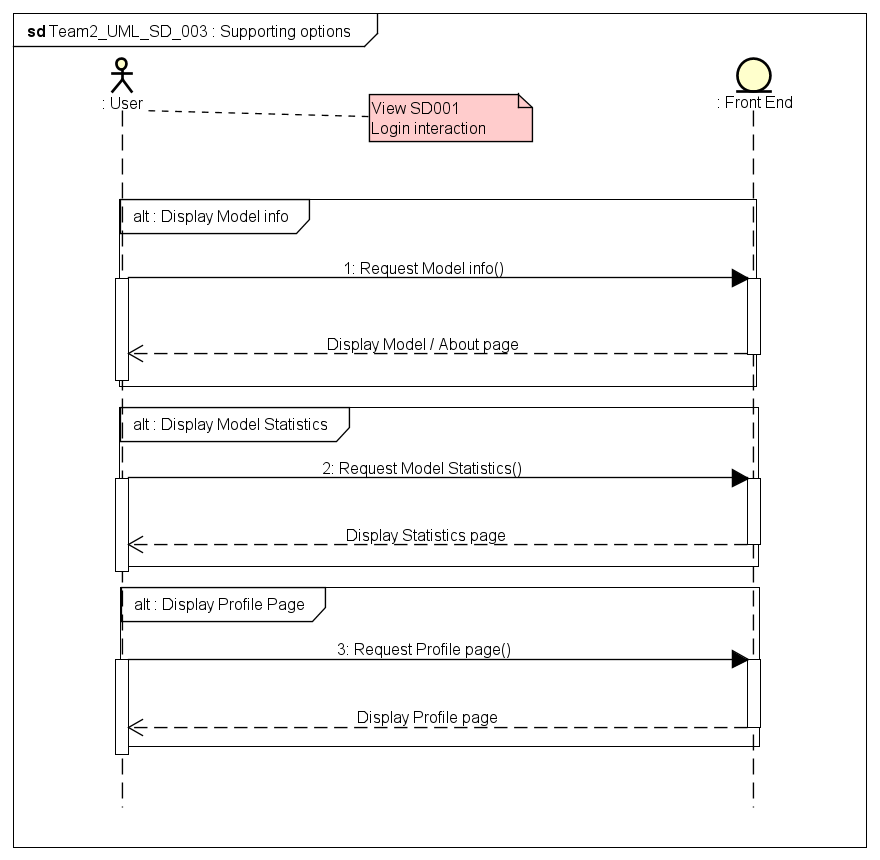 sd Team2_UML_SD_003 : Supporting options
: User
View SD001
Login interaction
: Front End
alt : Display Model info
1: Request Model info()
Display Model / About page
alt : Display Model Statistics
2: Request Model Statistics()
Display Statistics page
alt : Display Profile Page
3: Request Profile page()
Display Profile page